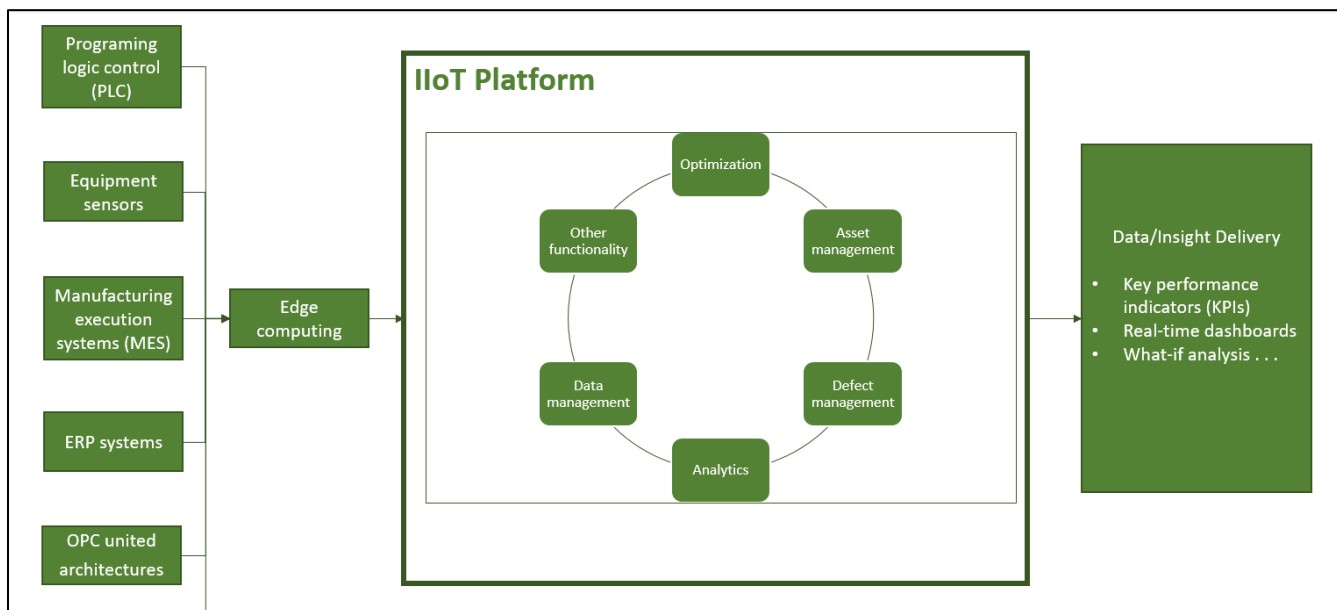 Programing
logic control
(PLC)
Equipment
sensors
Manufacturing
execution
systems (MES)
ERP systems
OPC united
architectures
Edge
computing
IIoT Platform
Optimization
Asset
management
Defect
management
Analytics
Data
management
Other
functionality
Data/Insight Delivery
• Key performance
indicators (KPIs)
• Real-time dashboards
• What-if analysis . . .